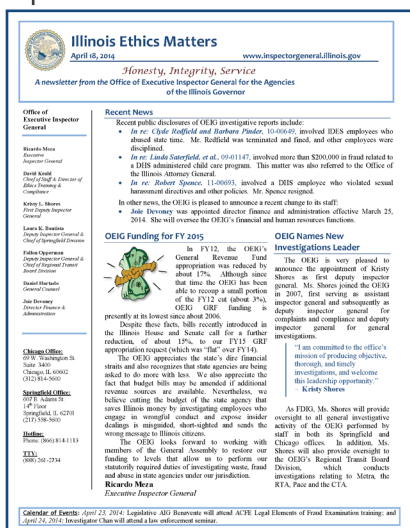 Illinois Ethics Matters
April 18, 2014
www.inspectorgeneral.illinois.gov
Honesty, Integrity, Service
A newsletter from the Office of Executive Inspector General for the Agencies
of the Illinois Governor
Office of
Executive Inspector
General
Ricardo Meza
Executive
Inspector General
David Keahl
Chief of Staff & Director of
Ethics Training &
Compliance
Kristy L. Shores
First Deputy Inspector
General
Laura K. Bautista
Deputy Inspector General &
Chief of Springfield Division
Fallon Opperman
Deputy Inspector General &
Chief of Regional Transit
Board Division
Daniel Hurtado
General Counsel
Joie Devoney
Director Finance &
Administration
Chicago Office:
69 W. Washington St.
Suite 3400
Chicago, IL 60602
(312) 814-5600
Springfield Office:
607 E. Adams St
14th Floor
Springfield, IL 62701
(217) 558-5600
Hotline:
Phone: (866) 814-1113
TTY:
(888) 261-2734
Recent News
Recent public disclosures of OEIG investigative reports include:
• In re: Clyde Redfield and Barbara Pinder, 10-00649, involved IDES employees who
abused state time. Mr. Redfield was terminated and fined, and other employees were
disciplined.
• In re: Linda Saterfield, et al., 09-01147, involved more than $200,000 in fraud related to
a DHS administered child care program. This matter was also referred to the Office of
the Illinois Attorney General.
• In re: Robert Spence, 11-00693, involved a DHS employee who violated sexual
harassment directives and other policies. Mr. Spence resigned.
In other news, the OEIG is pleased to announce a recent change to its staff:
• Joie Devoney was appointed director finance and administration effective March 25,
2014. She will oversee the OEIG's financial and human resources functions.
OEIG Funding for FY 2015
In FY12, the OEIG's
General Revenue Fund
appropriation was reduced by
about 17%. Although since
that time the OEIG has been
able to recoup a small portion
of the FY12 cut (about 3%),
OEIG GRF funding is
presently at its lowest since about 2006.
Despite these facts, bills recently introduced in
the Illinois House and Senate call for a further
reduction, of about 15%, to our FY15 GRF
appropriation request (which was "flat" over FY14).
The OEIG appreciates the state's dire financial
straits and also recognizes that state agencies are being
asked to do more with less. We also appreciate the
fact that budget bills may be amended if additional
revenue sources are available. Nevertheless, we
believe cutting the budget of the state agency that
saves Illinois money by investigating employees who
engage in wrongful conduct and expose insider
dealings is misguided, short-sighted and sends the
wrong message to Illinois citizens.
The OEIG looks forward to working with
members of the General Assembly to restore our
funding to levels that allow us to perform our
statutorily required duties of investigating waste, fraud
and abuse in state agencies under our jurisdiction.
Ricardo Meza
Executive Inspector General
OEIG Names New
Investigations Leader
The OEIG is very pleased to
announce the appointment of Kristy
Shores as first deputy inspector
general. Ms. Shores joined the OEIG
in 2007, first serving as assistant
inspector general and subsequently as
deputy inspector general for
complaints and compliance and deputy
inspector general for general
investigations.
"I am committed to the office's
mission of producing objective,
thorough, and timely
investigations, and welcome
this leadership opportunity."
– Kristy Shores
As FDIG, Ms. Shores will provide
oversight to all general investigative
activity of the OEIG performed by
staff in both its Springfield and
Chicago offices. In addition, Ms.
Shores will also provide oversight to
the OEIG's Regional Transit Board
Division, which conducts
investigations relating to Metra, the
RTA, Pace and the CTA.
Calendar of Events: April 23, 2014: Legislative AIG Benavente will attend ACFE Legal Elements of Fraud Examination training; and
April 24, 2014: Investigator Chan will attend a law enforcement seminar.